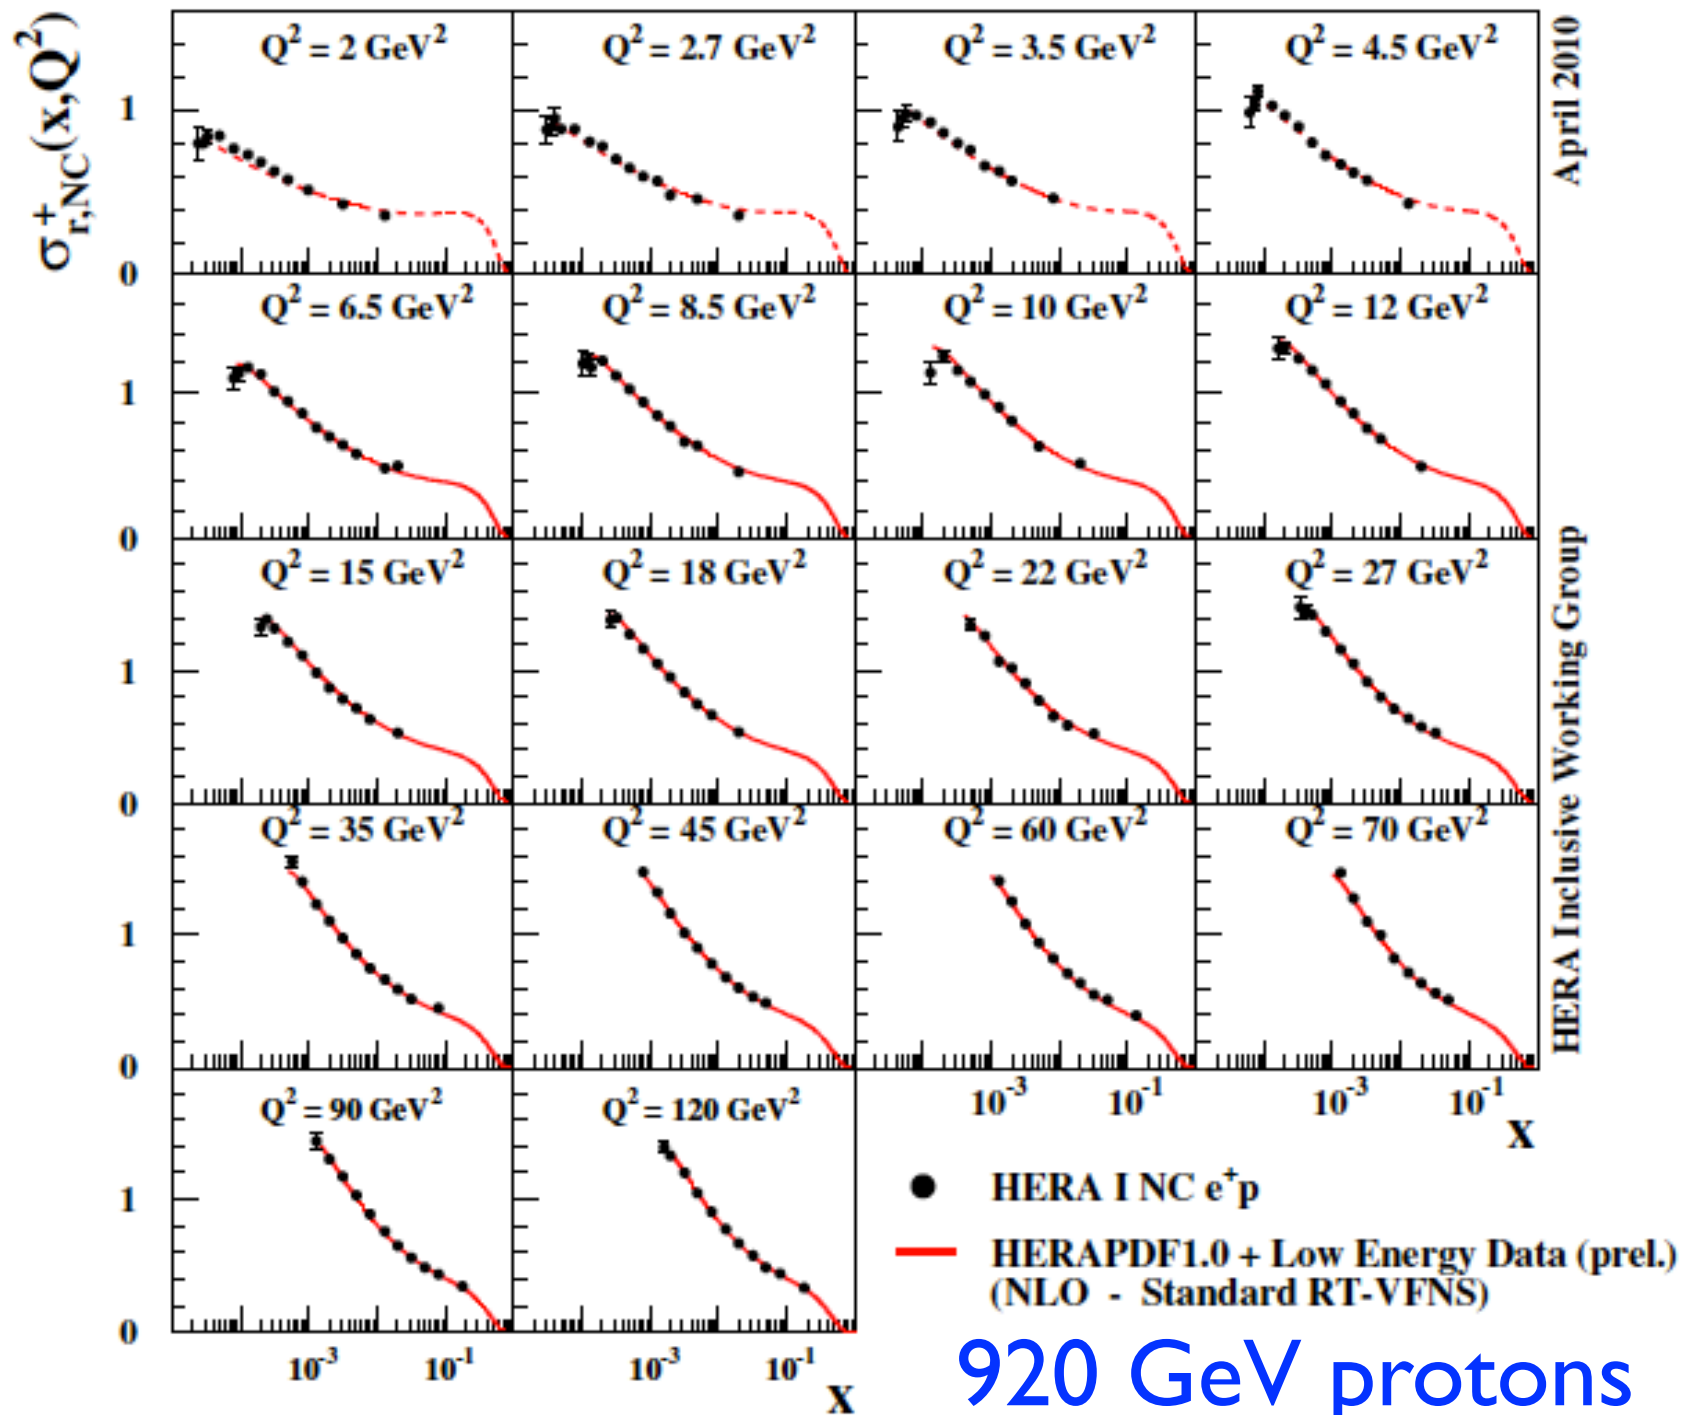 σ⁺r,NC(x,Q²)
Q² = 2 GeV²
Q² = 2.7 GeV²
Q² = 3.5 GeV²
Q² = 4.5 GeV²
1
0
Q² = 6.5 GeV²
Q² = 8.5 GeV²
Q² = 10 GeV²
Q² = 12 GeV²
1
0
Q² = 15 GeV²
Q² = 18 GeV²
Q² = 22 GeV²
Q² = 27 GeV²
1
0
Q² = 35 GeV²
Q² = 45 GeV²
Q² = 60 GeV²
Q² = 70 GeV²
1
0
Q² = 90 GeV²
Q² = 120 GeV²
1
0
10⁻³ 10⁻¹ 10⁻³ 10⁻¹
x
10⁻³ 10⁻¹ 10⁻³ 10⁻¹
x
HERA I NC e⁺p
HERAPDF1.0 + Low Energy Data (prel.)
(NLO - Standard RT-VFNS)
920 GeV protons
April 2010
HERA Inclusive Working Group